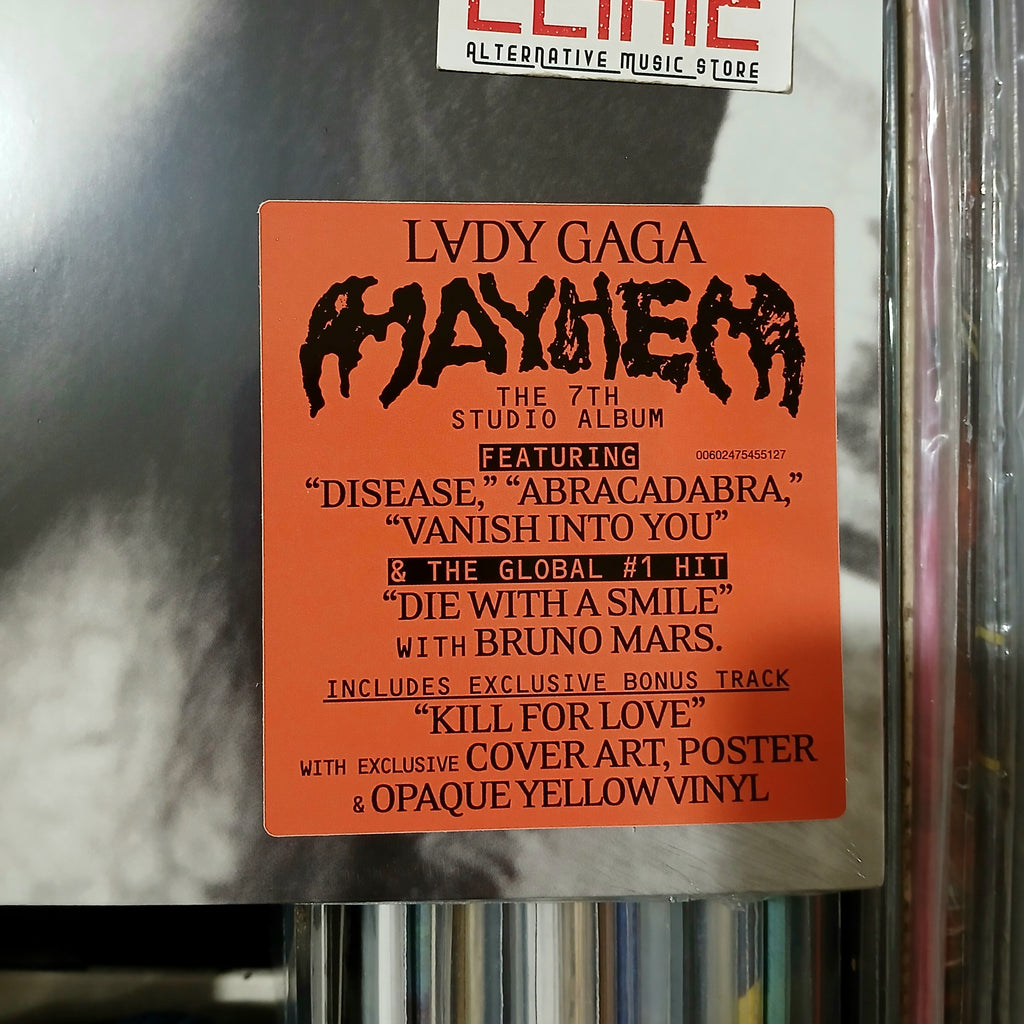 ALTERNATIVE MUSIC STORE
LADY GAGA
MAYHEM
THE 7TH
STUDIO ALBUM
FEATURING
00602475455127
“DISEASE,” “ABRACADABRA,”
“VANISH INTO YOU”
& THE GLOBAL #1 HIT
“DIE WITH A SMILE”
WITH BRUNO MARS.
INCLUDES EXCLUSIVE BONUS TRACK
“KILL FOR LOVE”
WITH EXCLUSIVE COVER ART, POSTER
& OPAQUE YELLOW VINYL